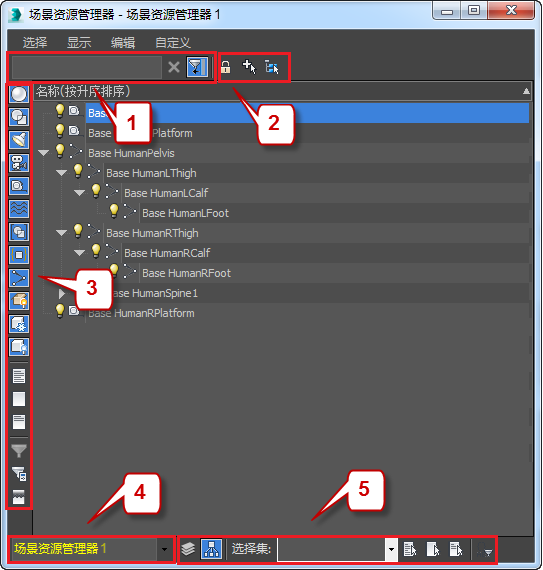 场景资源管理器 - 场景资源管理器 1
选择 显示 编辑 自定义
名称(按升序排序)
1
2
Base
Base Platform
Base HumanPelvis
Base HumanLThigh
Base HumanLCalf
Base HumanLFoot
Base HumanRThigh
Base HumanRCalf
Base HumanRFoot
3
Base HumanSpine1
Base HumanRPlatform
4
5
场景资源管理器 1
选择集: